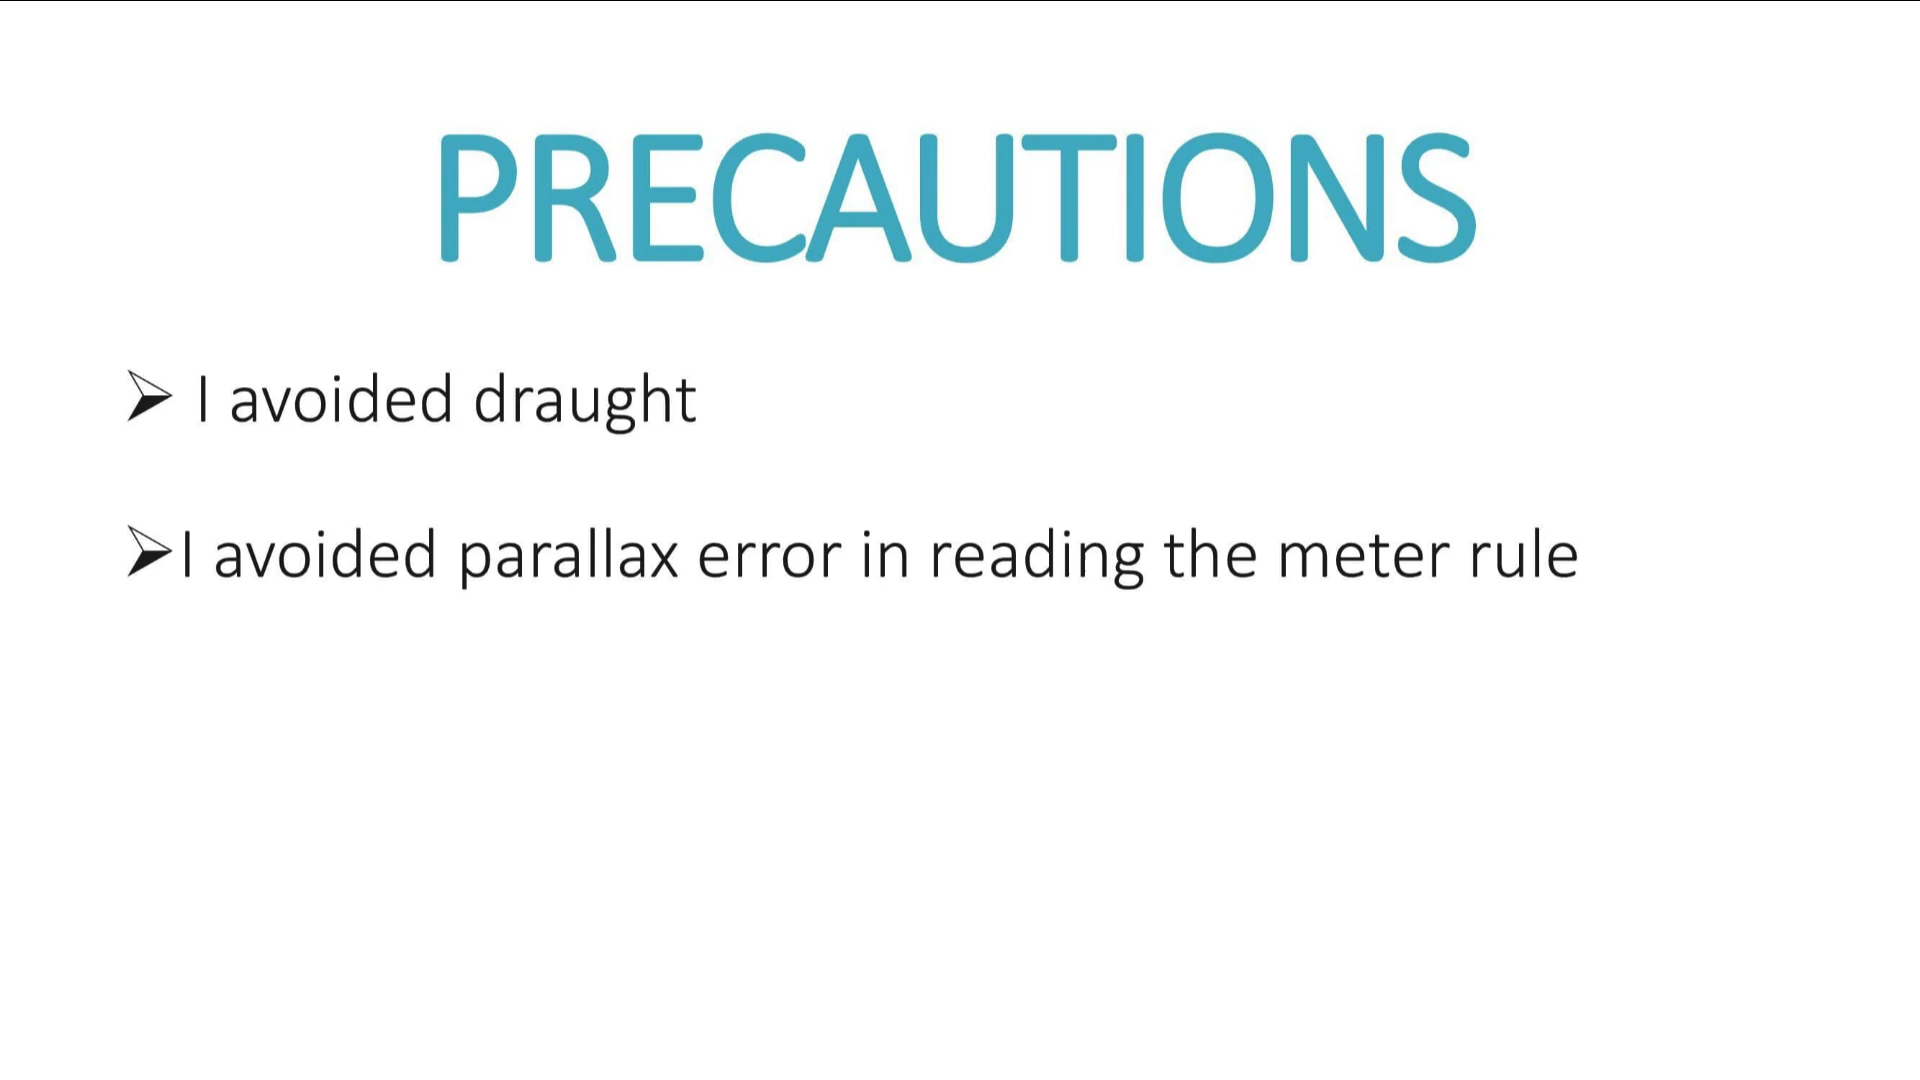 PRECAUTIONS
➢ I avoided draught
➢I avoided parallax error in reading the meter rule